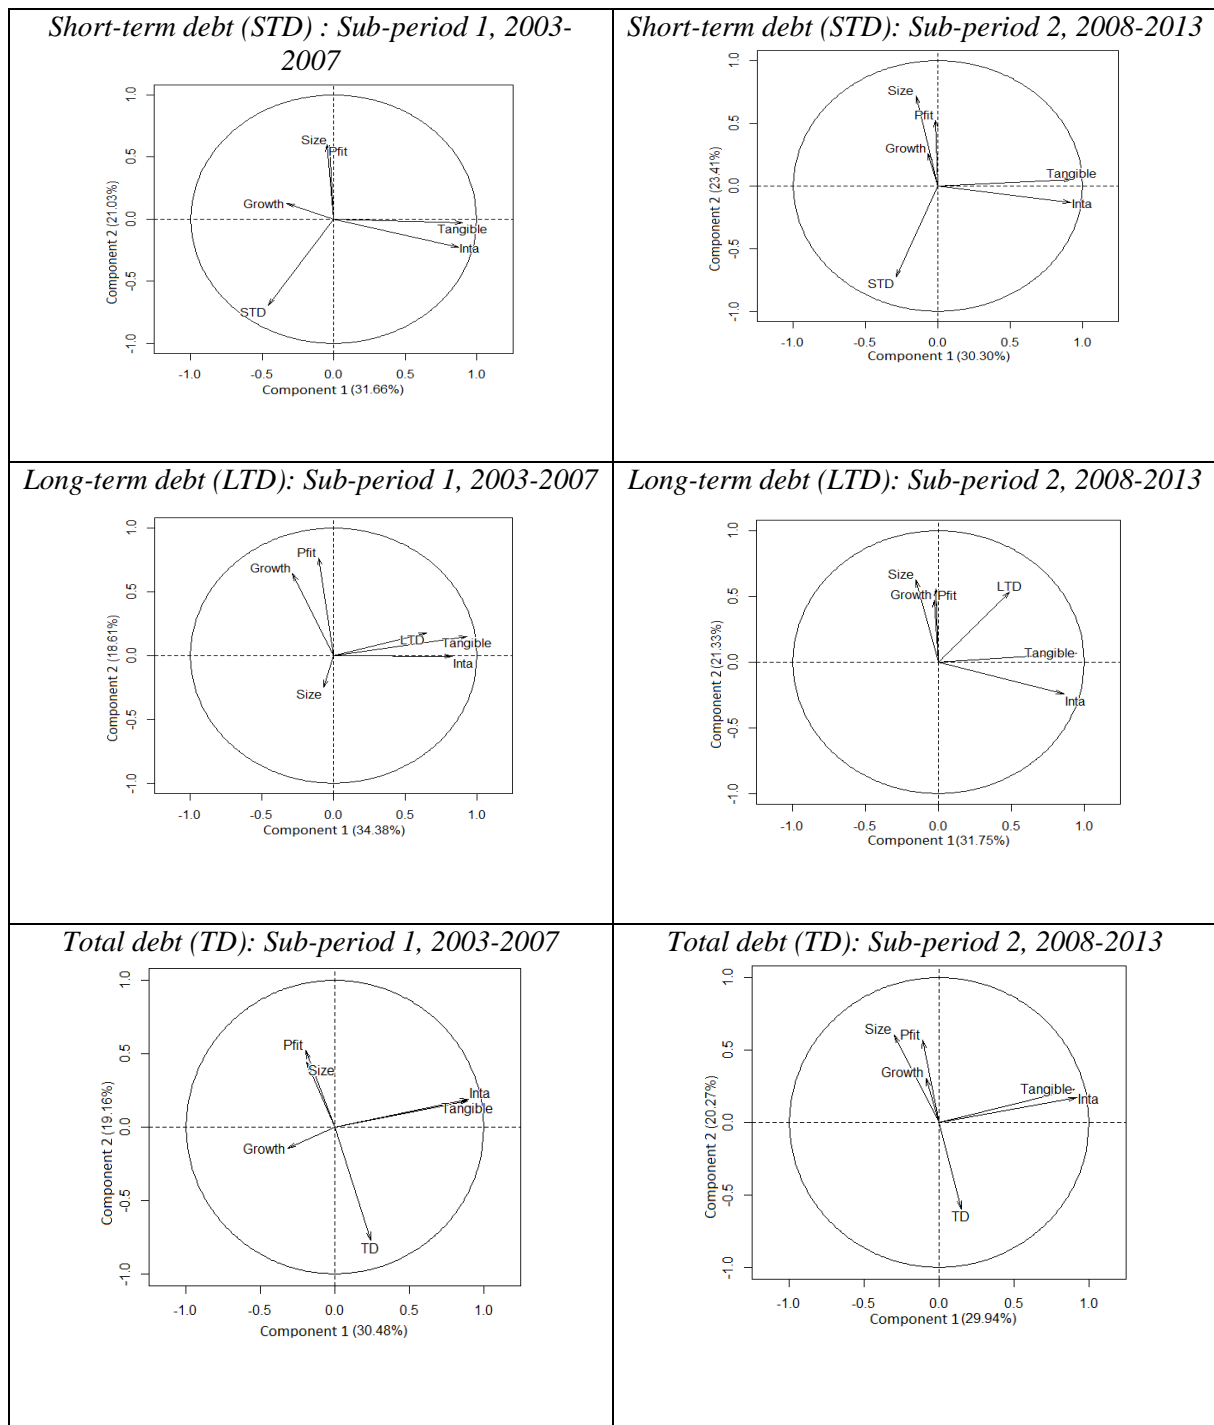 Short-term debt (STD) : Sub-period 1, 2003-
2007
1.0
0.5
0.0
-0.5
-1.0
Component 2 (21.03%)
Size
Pfit
Growth
Tangible
Inta
STD
-1.0 -0.5 0.0 0.5 1.0
Component 1 (31.66%)
Short-term debt (STD): Sub-period 2, 2008-2013
1.0
0.5
0.0
-0.5
-1.0
Component 2 (23.41%)
Size
Pfit
Growth
Tangible
Inta
STD
-1.0 -0.5 0.0 0.5 1.0
Component 1 (30.30%)
Long-term debt (LTD): Sub-period 1, 2003-2007
1.0
0.5
0.0
-0.5
-1.0
Component 2 (18.61%)
Pfit
Growth
LTD
Tangible
Inta
Size
-1.0 -0.5 0.0 0.5 1.0
Component 1 (34.38%)
Long-term debt (LTD): Sub-period 2, 2008-2013
1.0
0.5
0.0
-0.5
-1.0
Component 2 (21.33%)
Size
LTD
Growth Pfit
Tangible
Inta
-1.0 -0.5 0.0 0.5 1.0
Component 1 (31.75%)
Total debt (TD): Sub-period 1, 2003-2007
1.0
0.5
0.0
-0.5
-1.0
Component 2 (19.16%)
Pfit
Size
Inta
Tangible
Growth
TD
-1.0 -0.5 0.0 0.5 1.0
Component 1 (30.48%)
Total debt (TD): Sub-period 2, 2008-2013
1.0
0.5
0.0
-0.5
-1.0
Component 2 (20.27%)
Size
Pfit
Growth
Tangible
Inta
TD
-1.0 -0.5 0.0 0.5 1.0
Component 1 (29.94%)